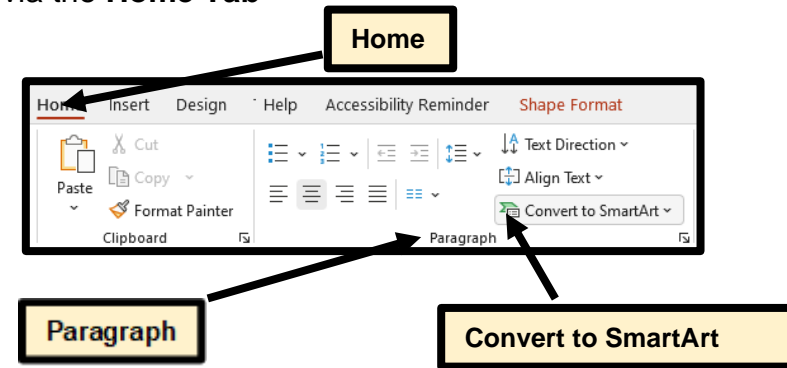 via the Home Tab
Home
Home Insert Design Help Accessibility Reminder Shape Format
Cut
Copy
Paste
Format Painter
Clipboard
Text Direction
Align Text
Convert to SmartArt
Paragraph
Paragraph
Convert to SmartArt